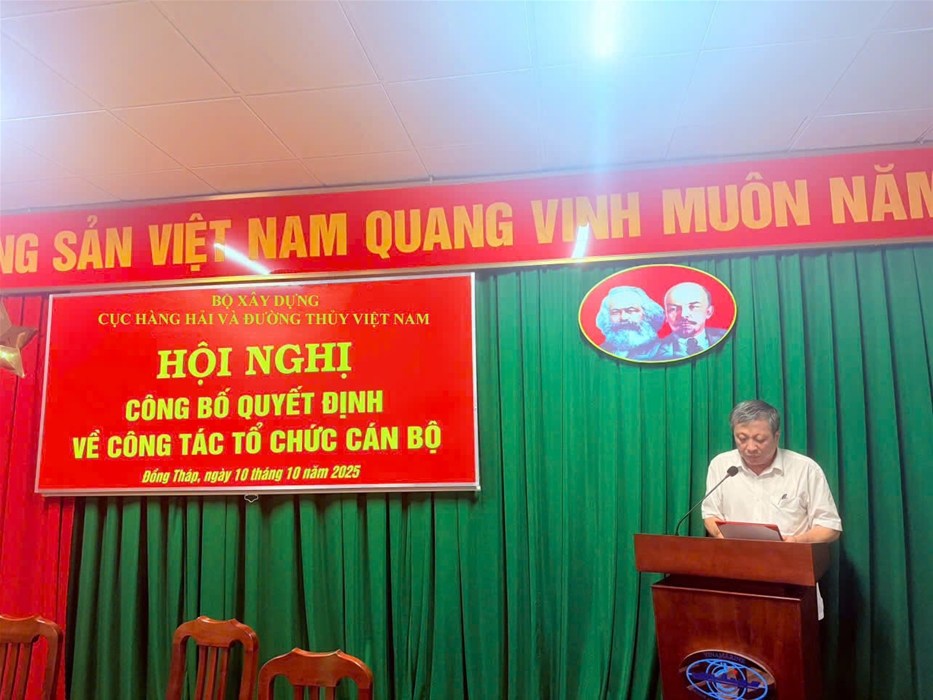 NG SẢN VIỆT NAM QUANG VINH MUÔN NĂM
BỘ XÂY DỰNG
CỤC HÀNG HẢI VÀ ĐƯỜNG THỦY VIỆT NAM
HỘI NGHỊ
CÔNG BỐ QUYẾT ĐỊNH
VỀ CÔNG TÁC TỔ CHỨC CÁN BỘ
Đồng Tháp, ngày 10 tháng 10 năm 2025